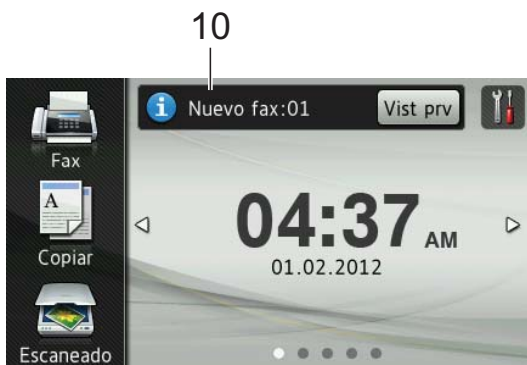 10
Nuevo fax:01
Vist prv
Fax
A
Copiar
04:37 AM
01.02.2012
Escaneado